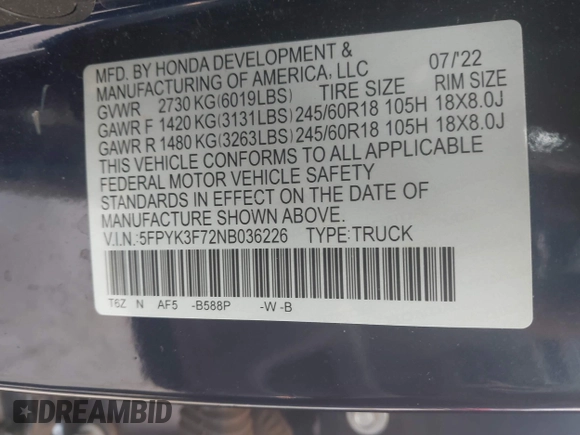 MFD. BY HONDA DEVELOPMENT & 07/'22
MANUFACTURING OF AMERICA, LLC
GVWR 2730 KG(6019LBS) TIRE SIZE RIM SIZE
GAWR F 1420 KG(3131LBS) 245/60R18 105H 18X8.0J
GAWR R 1480 KG(3263LBS) 245/60R18 105H 18X8.0J
THIS VEHICLE CONFORMS TO ALL APPLICABLE
FEDERAL MOTOR VEHICLE SAFETY
STANDARDS IN EFFECT ON THE DATE OF
MANUFACTURE SHOWN ABOVE.
V.I.N.:5FPYK3F72NB036226 TYPE:TRUCK
T6Z N AF5 -B588P -W -B
DREAMBID